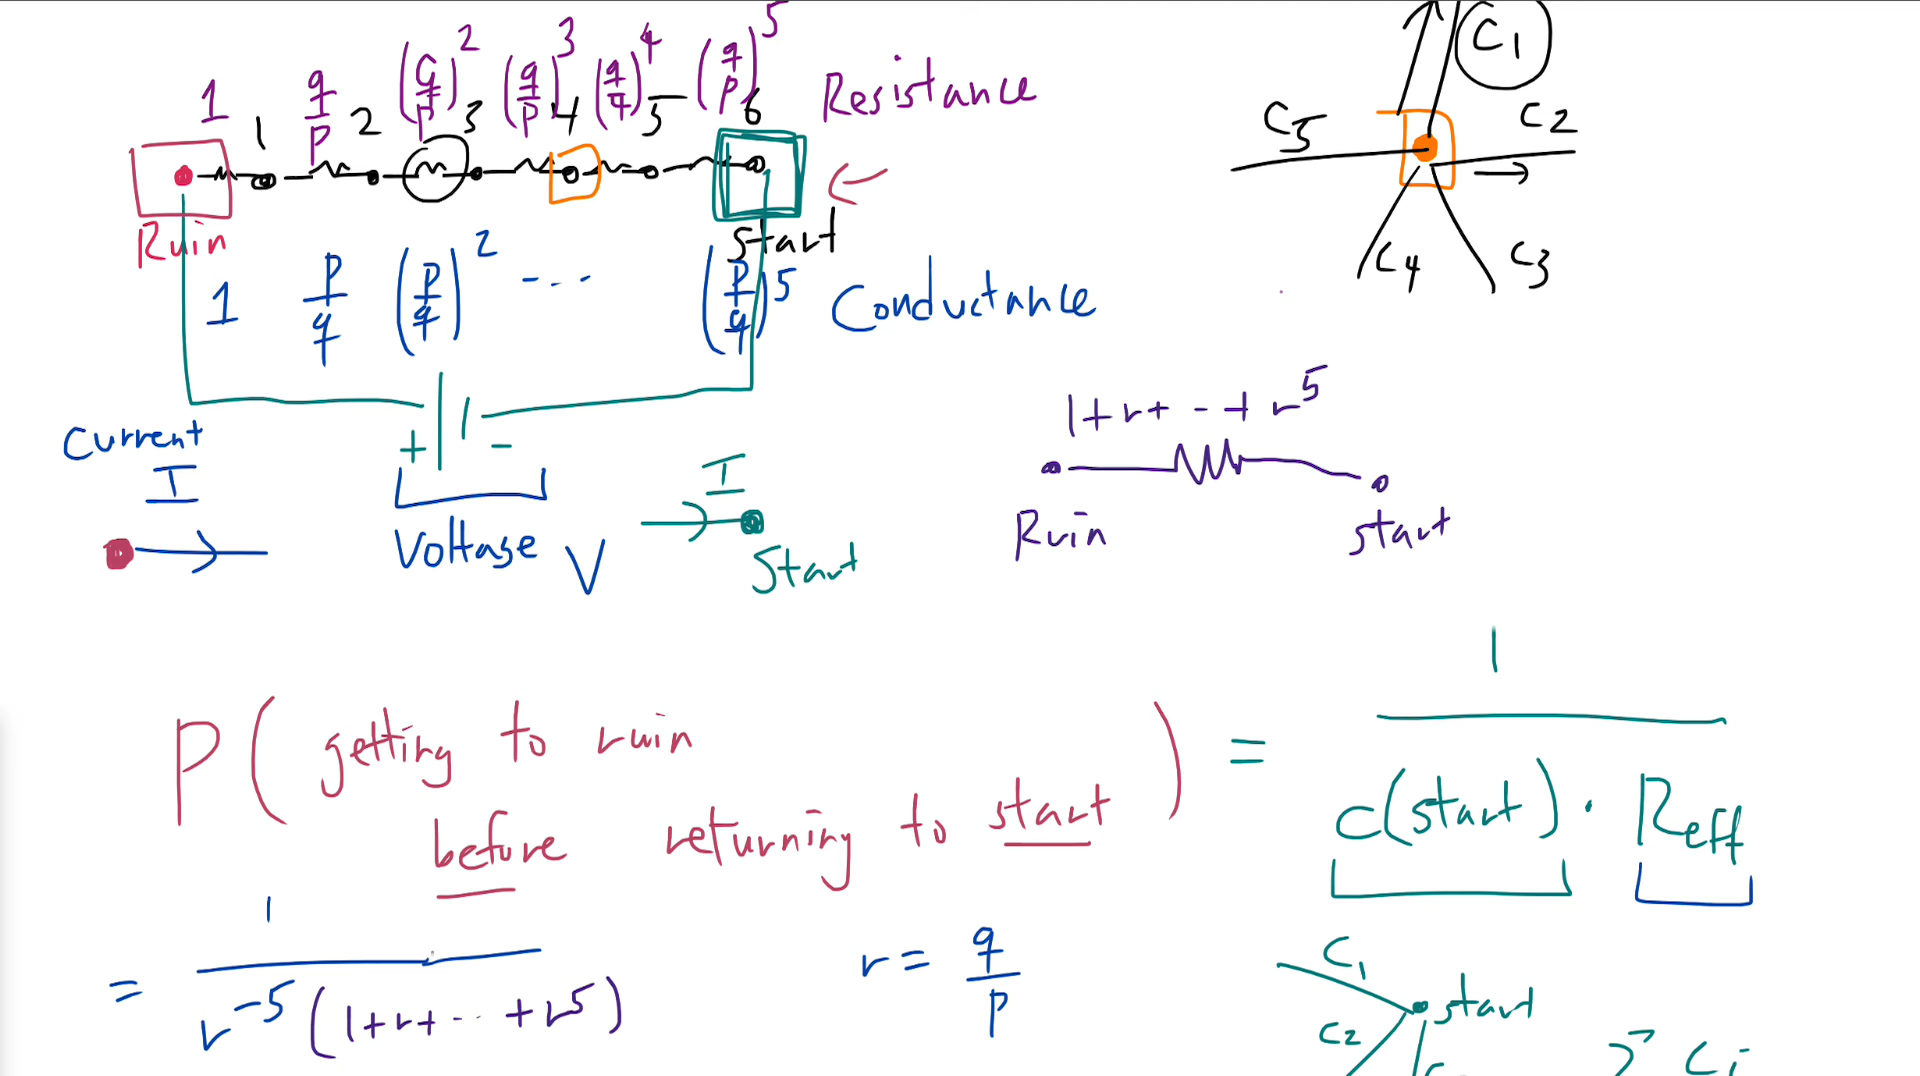 1 q/p (q/p)^2 (q/p)^3 (q/q)^4 (q/p)^5 Resistance
1 2 3 4 5 6
Ruin Start
1 p/q (p/q)^2 --- (p/q)^5 Conductance
+ -
Current
I
Voltage V
I
Start
C1
C5 C2
C4 C3
1+r+--+r^5
Ruin Start
P( getting to ruin
before returning to start ) = 1/(c(start) · Reff)
= 1/(r^-5 (1+r+...+r^5)) r = q/p
C1
start
C2
Ci